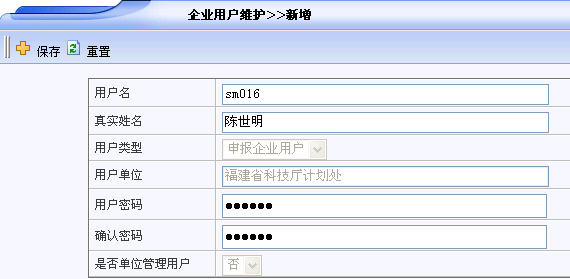 企业用户维护>>新增
保存 重置
用户名 sm016
真实姓名 陈世明
用户类型 申报企业用户
用户单位 福建省科技厅计划处
用户密码 ●●●●●●
确认密码 ●●●●●●
是否单位管理用户 否